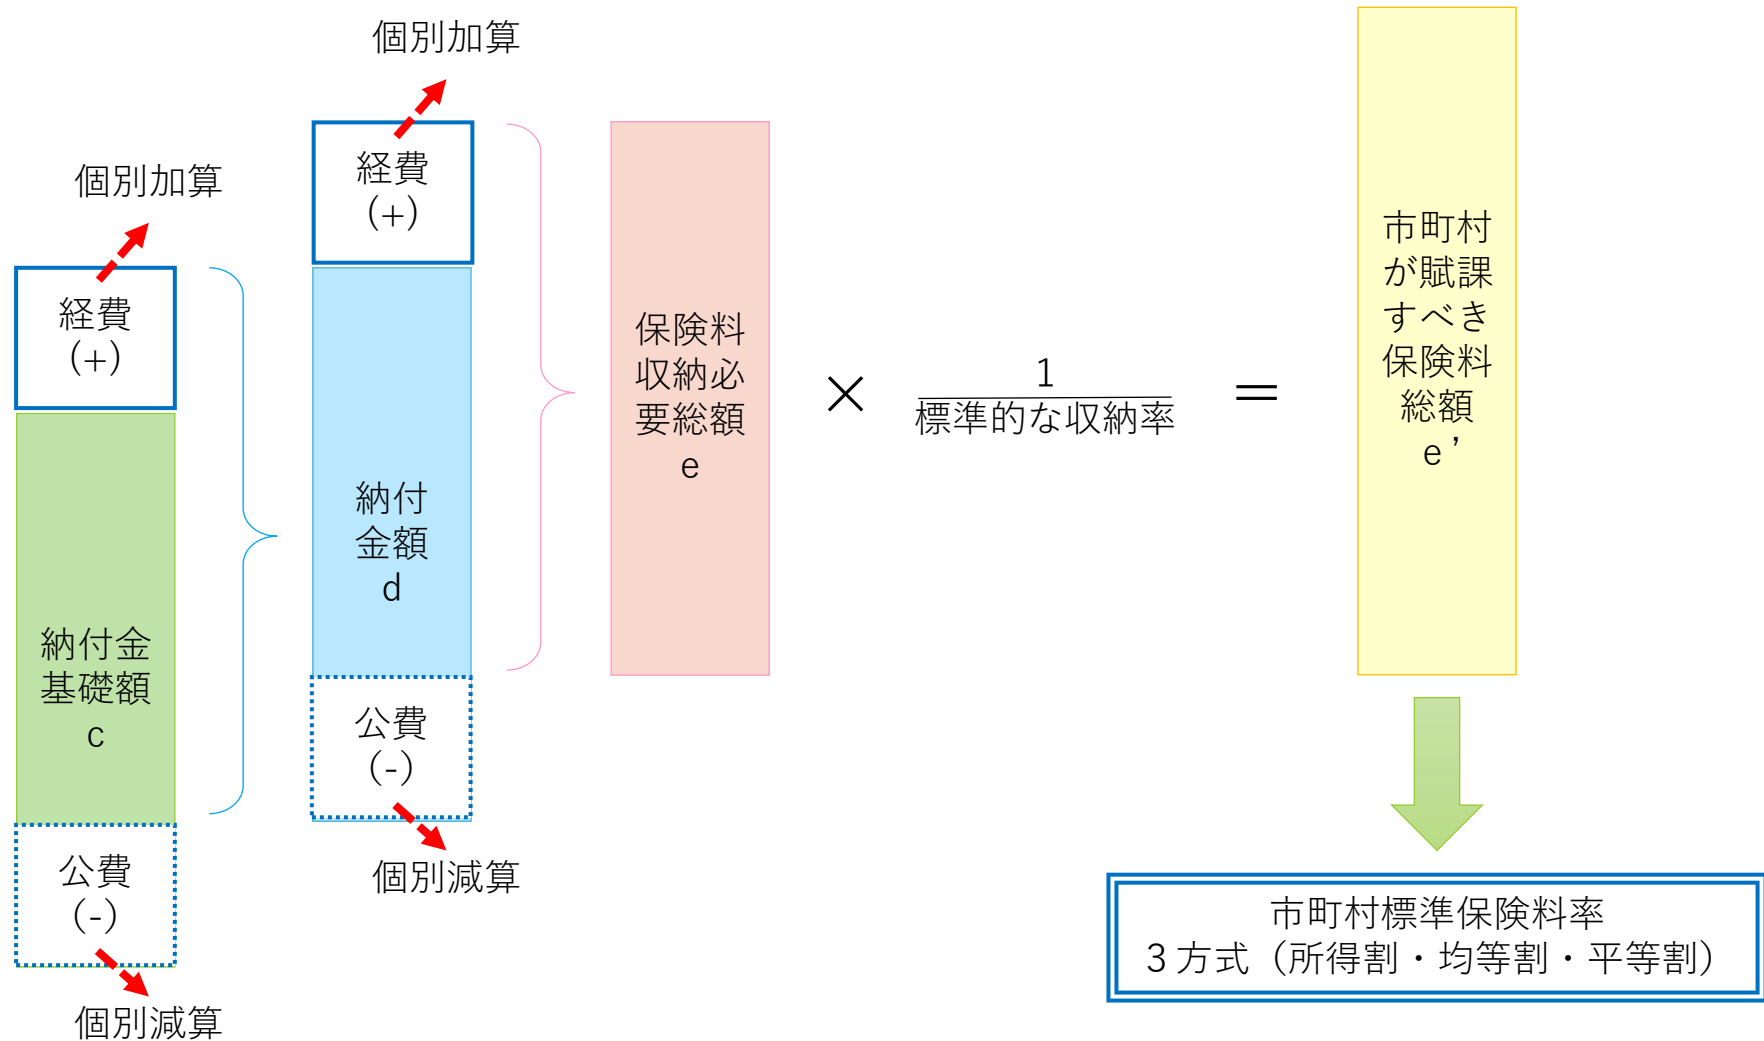 個別加算
経費
(+)
納付金
基礎額
c
公費
(-)
個別減算
個別加算
経費
(+)
納付
金額
d
公費
(-)
個別減算
保険料
収納必
要総額
e
×
1
標準的な収納率
＝
市町村
が賦課
すべき
保険料
総額
e’
市町村標準保険料率
３方式（所得割・均等割・平等割）